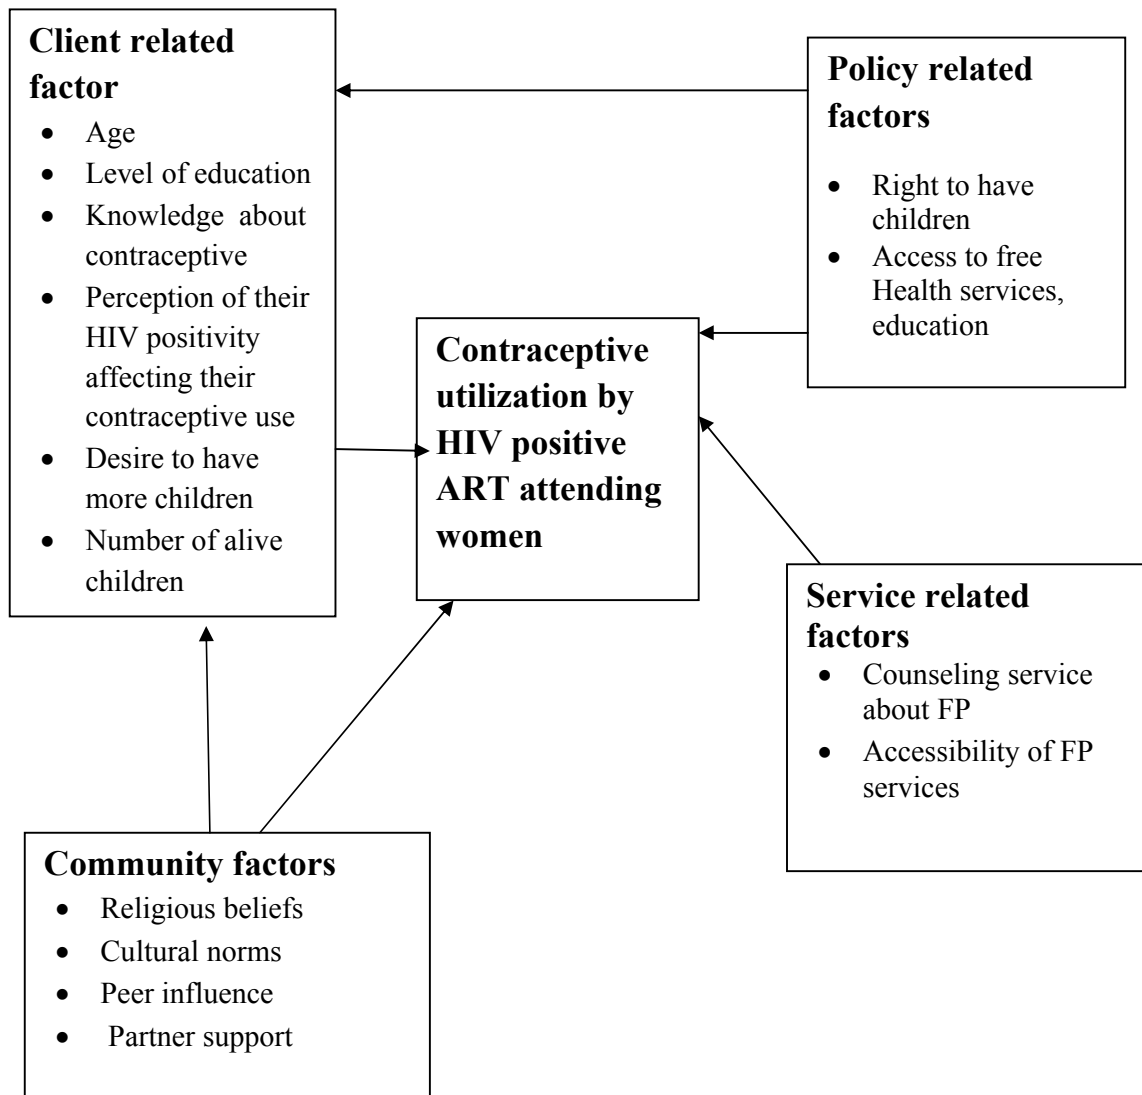 Client related
factor
• Age
• Level of education
• Knowledge about
contraceptive
• Perception of their
HIV positivity
affecting their
contraceptive use
• Desire to have
more children
• Number of alive
children
Policy related
factors
• Right to have
children
• Access to free
Health services,
education
Contraceptive
utilization by
HIV positive
ART attending
women
Service related
factors
• Counseling service
about FP
• Accessibility of FP
services
Community factors
• Religious beliefs
• Cultural norms
• Peer influence
• Partner support